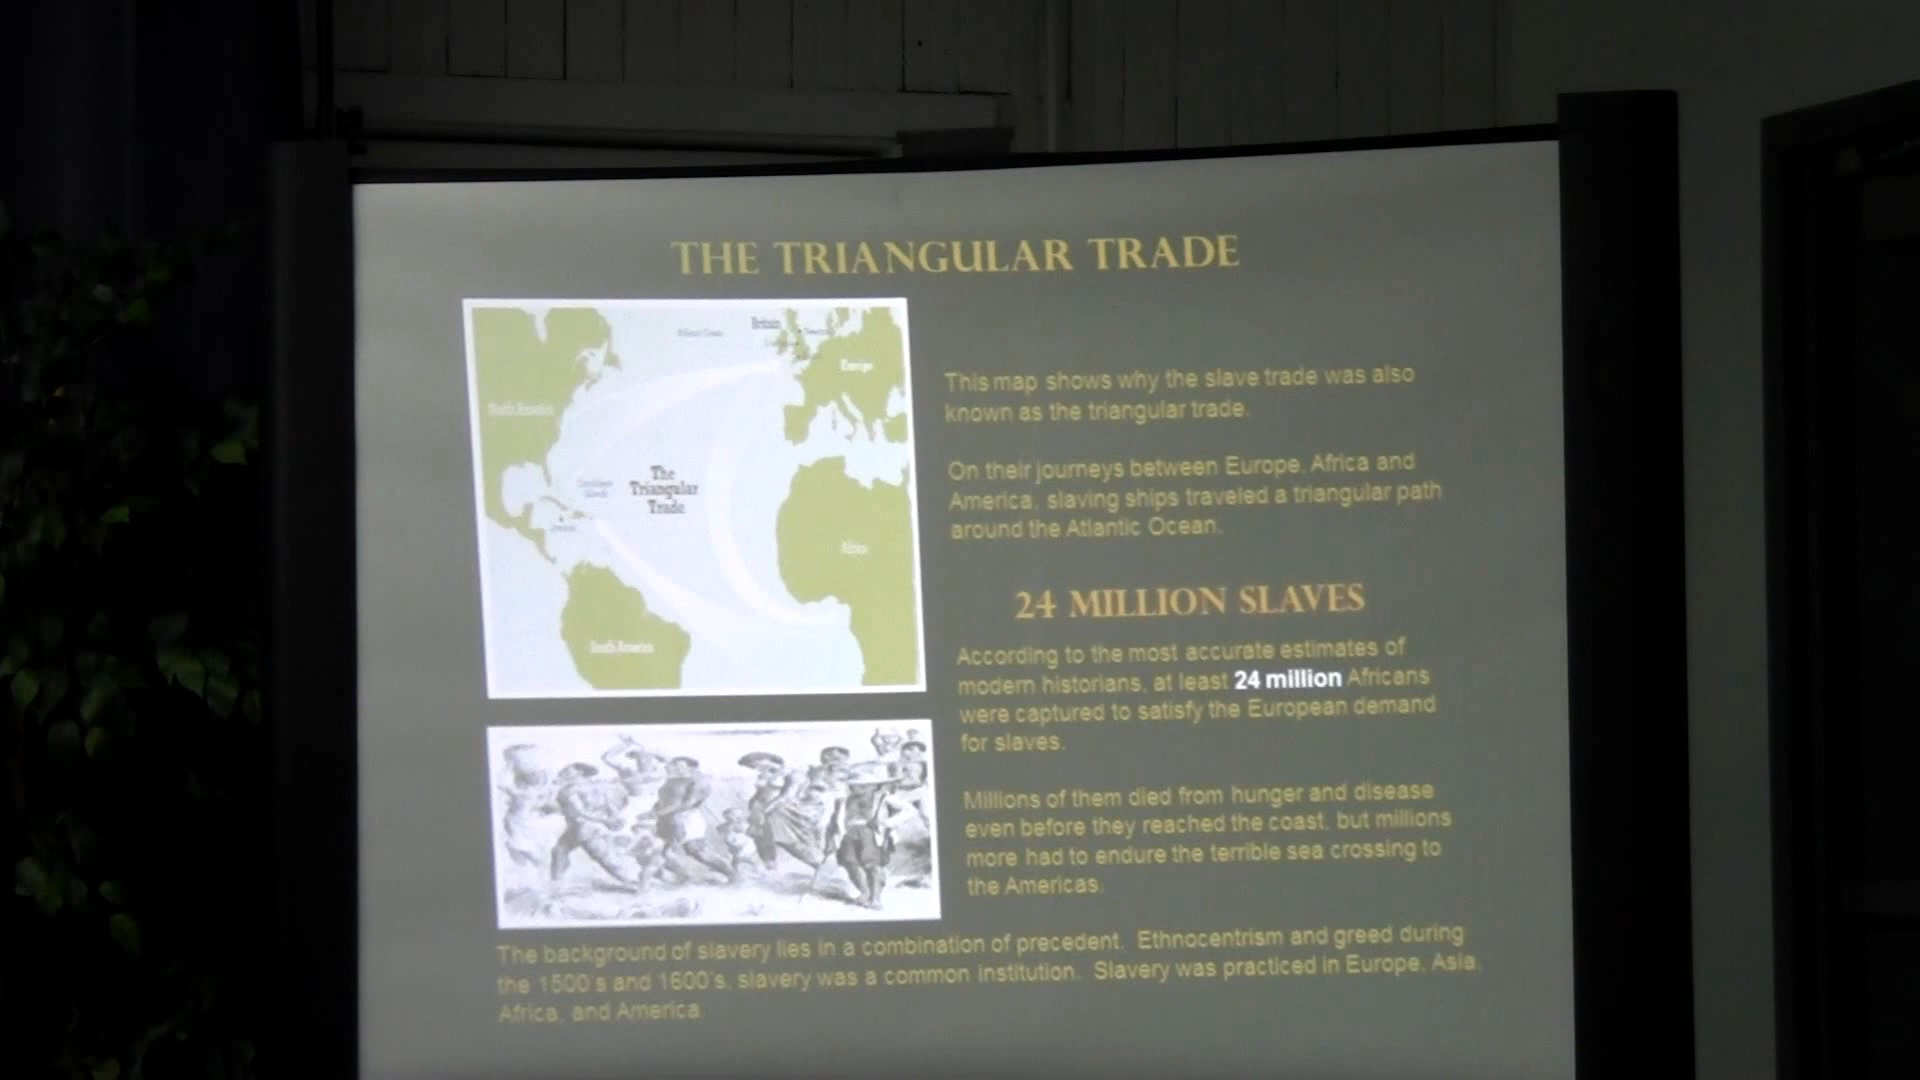 THE TRIANGULAR TRADE
Britain
Europe
North America
The
Triangular
Trade
Africa
South America
This map shows why the slave trade was also
known as the triangular trade.
On their journeys between Europe, Africa and
America, slaving ships traveled a triangular path
around the Atlantic Ocean.
24 MILLION SLAVES
According to the most accurate estimates of
modern historians, at least 24 million Africans
were captured to satisfy the European demand
for slaves.
Millions of them died from hunger and disease
even before they reached the coast, but millions
more had to endure the terrible sea crossing to
the Americas.
The background of slavery lies in a combination of precedent. Ethnocentrism and greed during
the 1500's and 1600's, slavery was a common institution. Slavery was practiced in Europe, Asia,
Africa, and America.